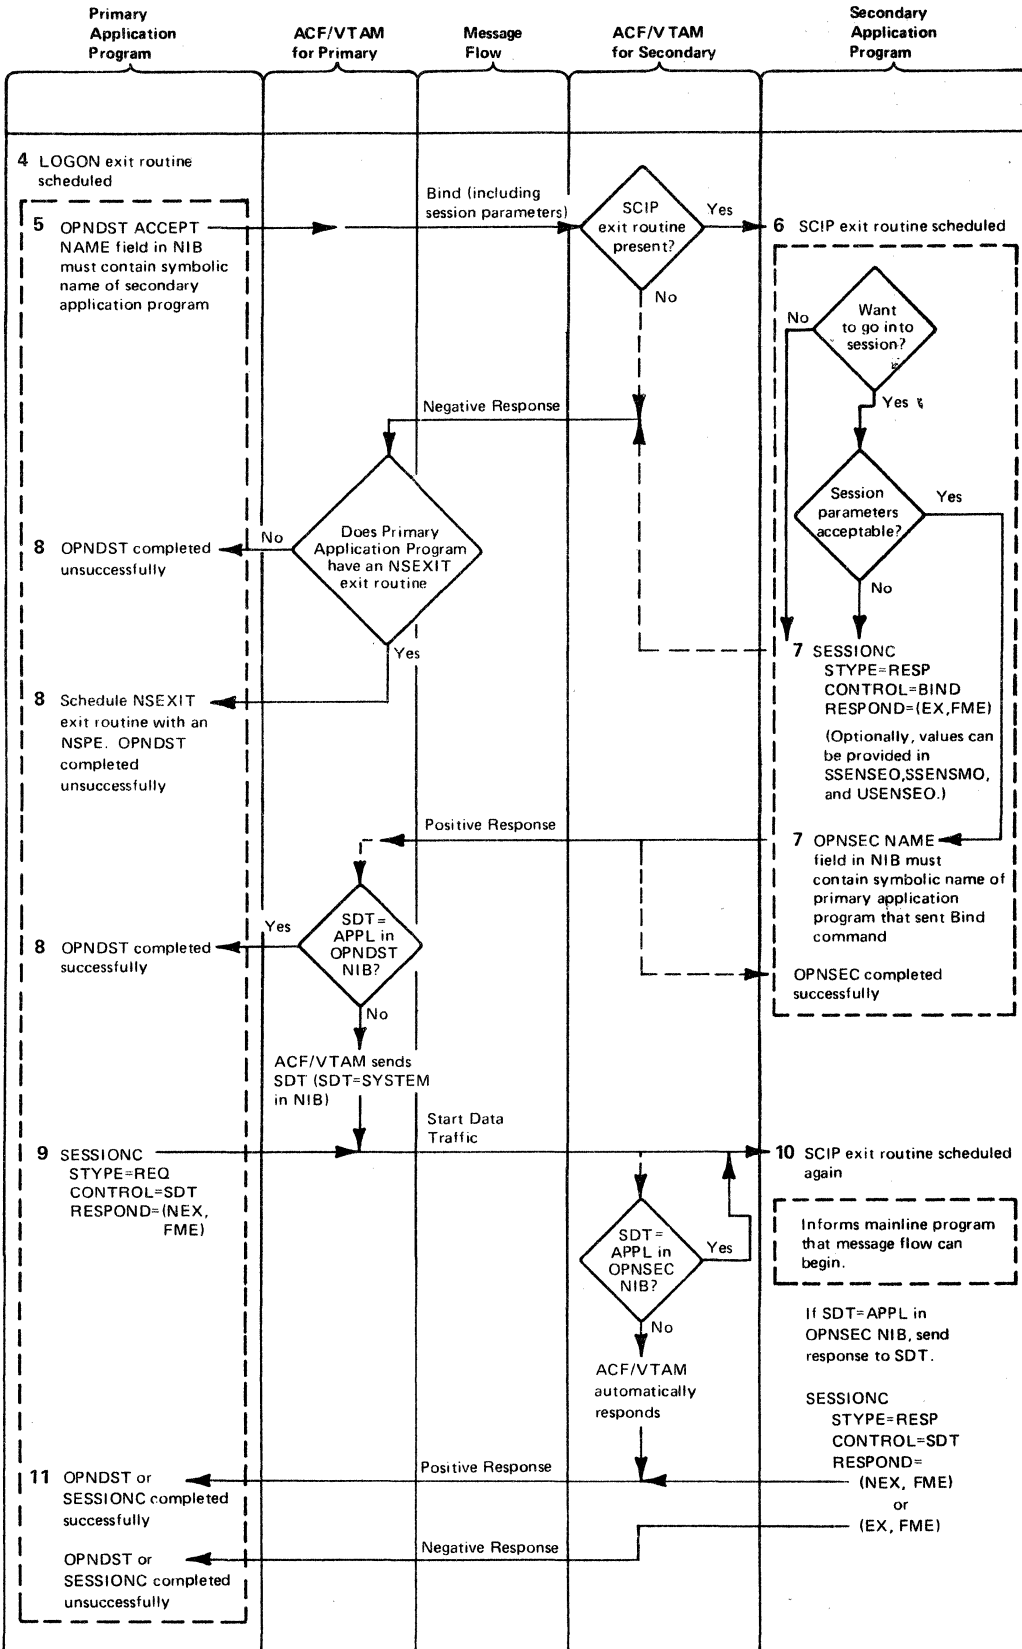 Primary
Application
Program
ACF/VTAM
for Primary
Message
Flow
ACF/VTAM
for Secondary
Secondary
Application
Program
4 LOGON exit routine
scheduled
5 OPNDST ACCEPT
NAME field in NIB
must contain symbolic
name of secondary
application program
Bind (including
session parameters)
SCIP
exit routine
present?
Yes
No
6 SCIP exit routine scheduled
Want
to go into
session?
No
Yes
Negative Response
Session
parameters
acceptable?
Yes
No
Does Primary
Application Program
have an NSEXIT
exit routine
No
Yes
8 OPNDST completed
unsuccessfully
7 SESSIONC
STYPE=RESP
CONTROL=BIND
RESPOND=(EX,FME)
(Optionally, values can
be provided in
SSENSEO,SSENSMO,
and USENSEO.)
8 Schedule NSEXIT
exit routine with an
NSPE. OPNDST
completed
unsuccessfully
Positive Response
7 OPNSEC NAME
field in NIB must
contain symbolic name of
primary application
program that sent Bind
command
SDT=
APPL in
OPNDST
NIB?
Yes
No
8 OPNDST completed
successfully
OPNSEC completed
successfully
ACF/VTAM sends
SDT (SDT=SYSTEM
in NIB)
Start Data
Traffic
9 SESSIONC
STYPE=REQ
CONTROL=SDT
RESPOND=(NEX,
FME)
10 SCIP exit routine scheduled
again
SDT=
APPL in
OPNSEC
NIB?
Yes
No
Informs mainline program
that message flow can
begin.
If SDT=APPL in
OPNSEC NIB, send
response to SDT.
ACF/VTAM
automatically
responds
SESSIONC
STYPE=RESP
CONTROL=SDT
RESPOND=
(NEX, FME)
or
(EX, FME)
Positive Response
11 OPNDST or
SESSIONC completed
successfully
Negative Response
OPNDST or
SESSIONC completed
unsuccessfully